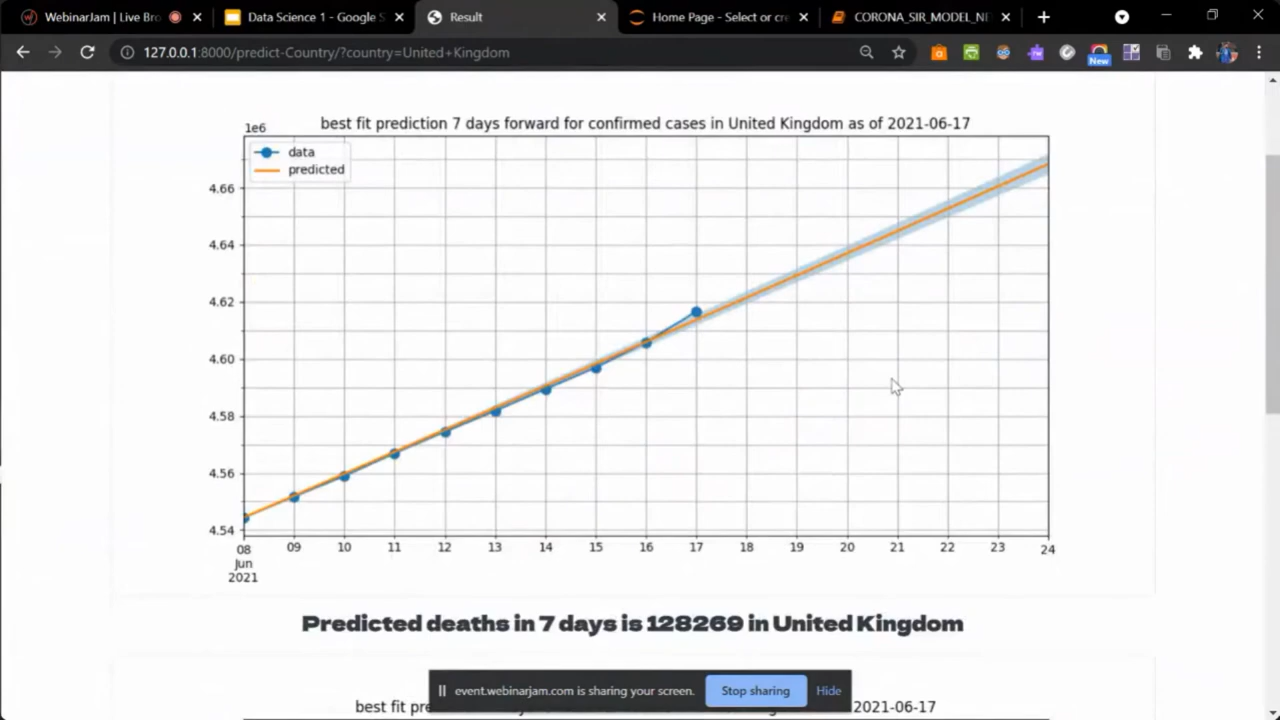 WebinarJam | Live Bro
Data Science 1 - Google S
Result
Home Page - Select or cre
CORONA_SIR_MODEL_NE
127.0.0.1:8000/predict-Country/?country=United+Kingdom
New
best fit prediction 7 days forward for confirmed cases in United Kingdom as of 2021-06-17
1e6
data
predicted
4.66
4.64
4.62
4.60
4.58
4.56
4.54
08 09 10 11 12 13 14 15 16 17 18 19 20 21 22 23 24
Jun
2021
Predicted deaths in 7 days is 128269 in United Kingdom
event.webinarjam.com is sharing your screen. Stop sharing Hide
best fit pre 2021-06-17